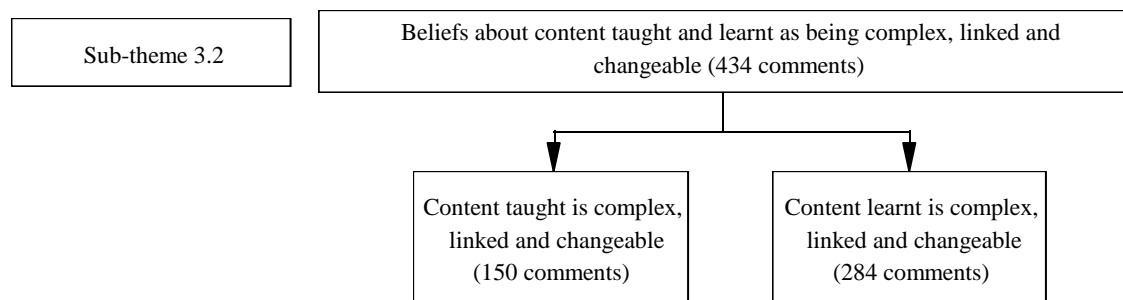 Sub-theme 3.2
Beliefs about content taught and learnt as being complex, linked and
changeable (434 comments)
Content taught is complex,
linked and changeable
(150 comments)
Content learnt is complex,
linked and changeable
(284 comments)